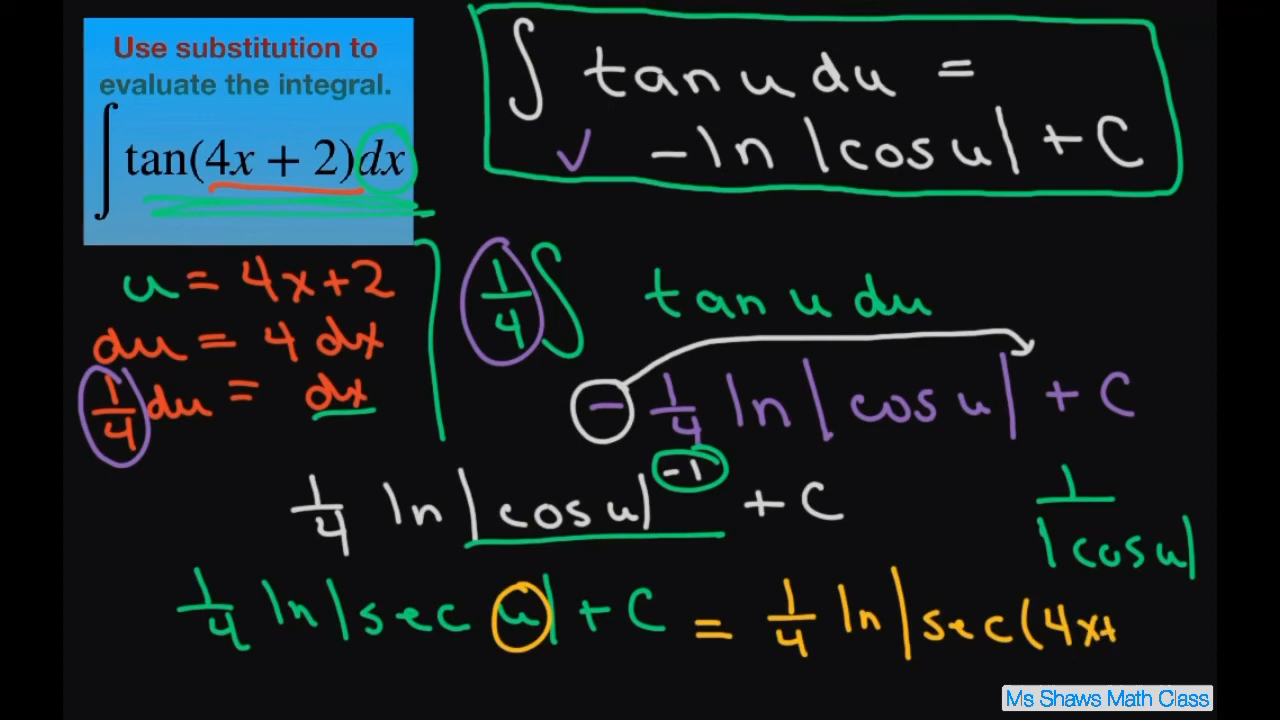 Use substitution to
evaluate the integral.
∫ tan(4x + 2)dx
∫ tan u du =
✓ -ln |cos u| + C
u = 4x+2
du = 4 dx
1/4 du = dx
1/4 ∫ tan u du
- 1/4 ln |cos u| + C
1/4 ln |cos u|^-1 + C
1/|cos u|
1/4 ln |sec u| + C = 1/4 ln |sec(4x+
Ms Shaws Math Class